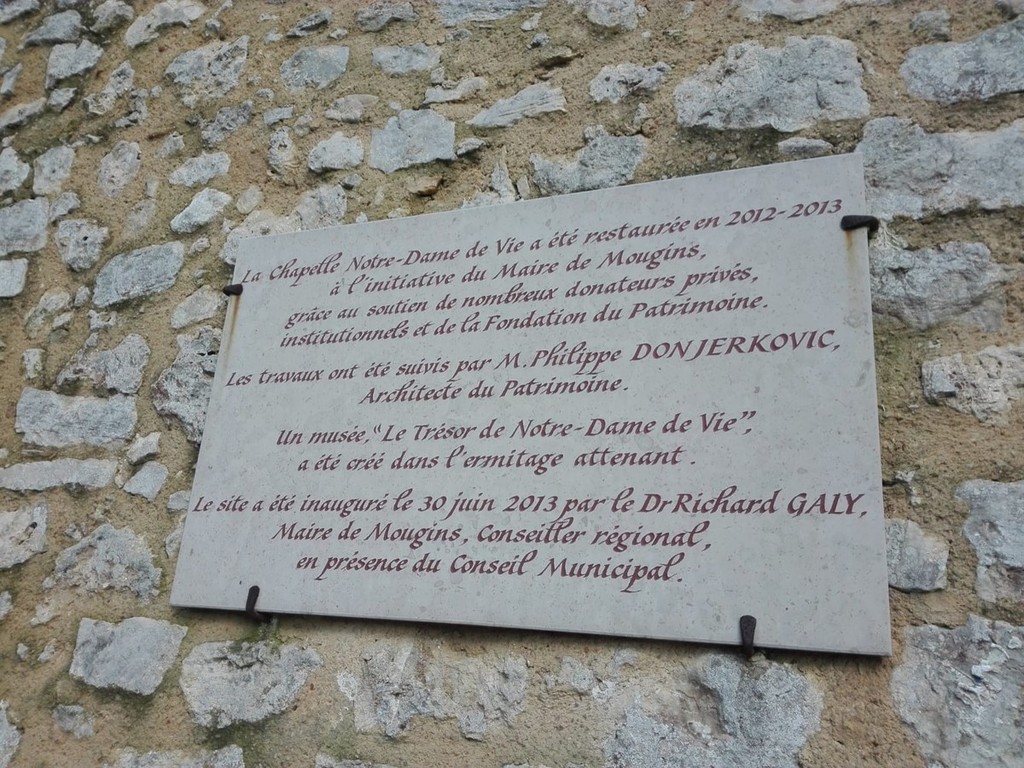 La Chapelle Notre-Dame de Vie a été restaurée en 2012-2013
à l'initiative du Maire de Mougins,
grâce au soutien de nombreux donateurs privés,
institutionnels et de la Fondation du Patrimoine.
Les travaux ont été suivis par M. Philippe DONJERKOVIC,
Architecte du Patrimoine.
Un musée, "Le Trésor de Notre-Dame de Vie",
a été créé dans l'ermitage attenant.
Le site a été inauguré le 30 juin 2013 par le Dr Richard GALY,
Maire de Mougins, Conseiller régional,
en présence du Conseil Municipal.